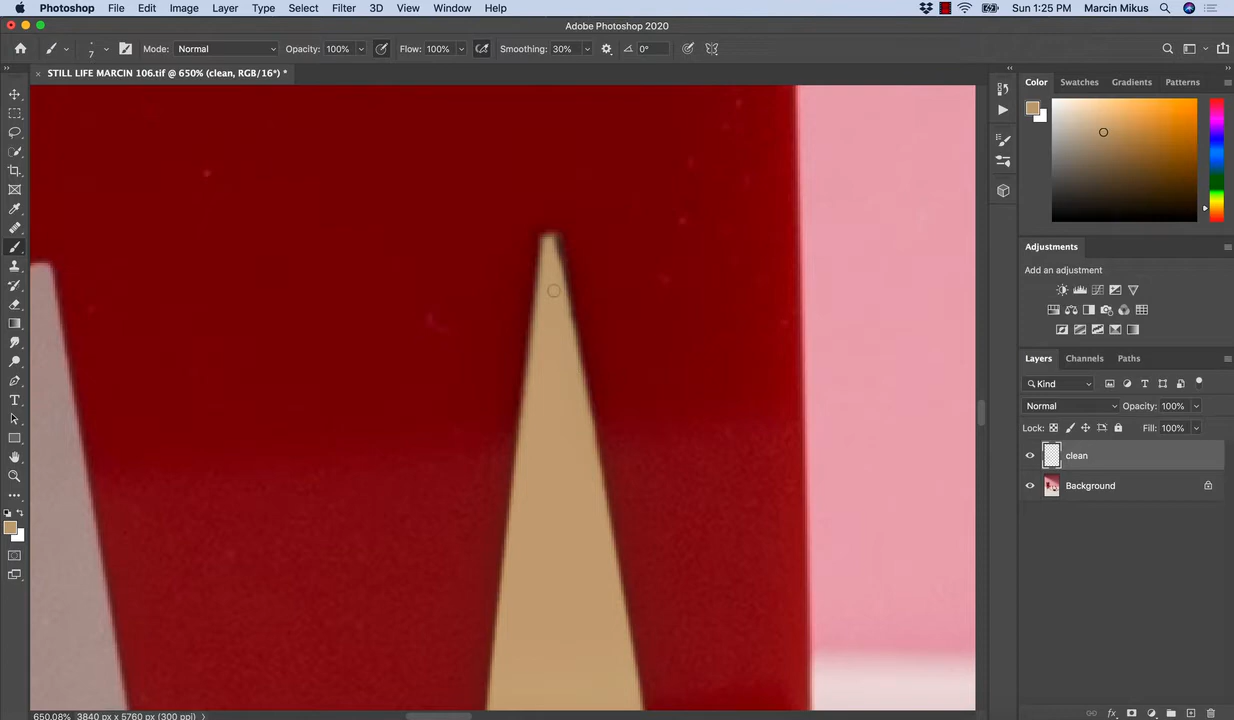 Photoshop File Edit Image Layer Type Select Filter 3D View Window Help Sun 1:25 PM Marcin Mikus
Adobe Photoshop 2020
7 Mode: Normal Opacity: 100% Flow: 100% Smoothing: 30% 0°
STILL LIFE MARCIN 106.tif @ 650% (clean, RGB/16*) *
Color Swatches Gradients Patterns
Adjustments
Add an adjustment
Layers Channels Paths
Kind
Normal Opacity: 100%
Lock: Fill: 100%
clean
Background
650.08% 3840 px x 5760 px (300 ppi)